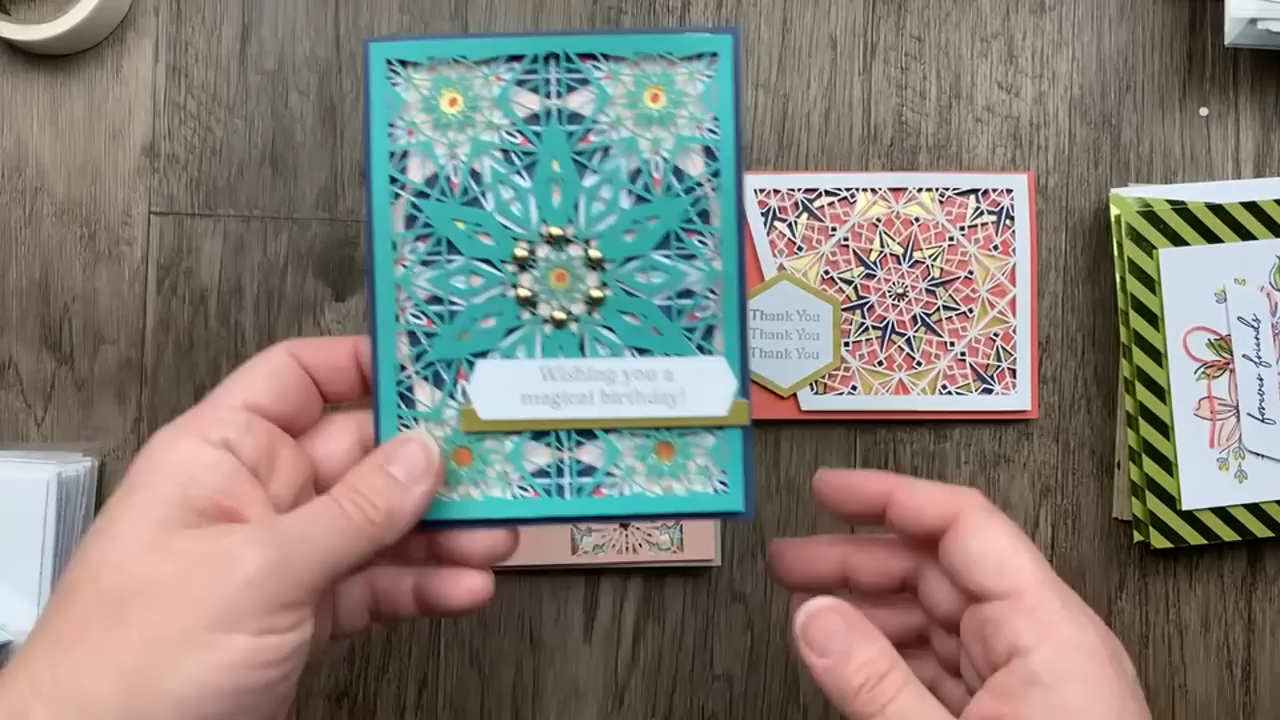 Wishing you a
magical birthday!
Thank You
Thank You
Thank You
forever friends